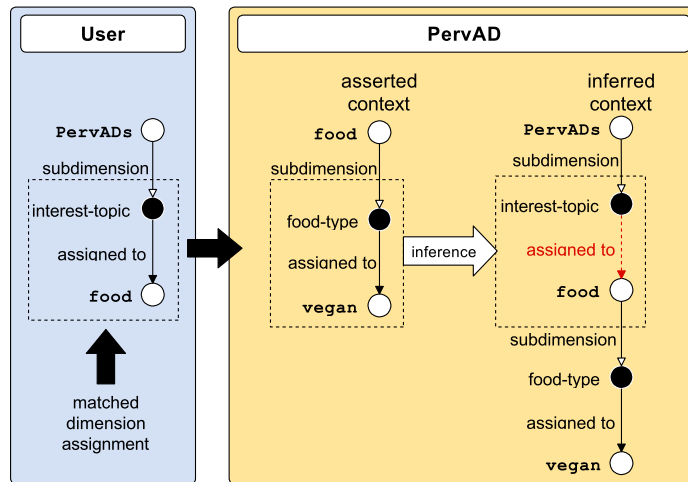 User
PervADs
subdimension
interest-topic
assigned to
food
matched
dimension
assignment
PervAD
asserted
context
food
subdimension
food-type
assigned to
vegan
inference
inferred
context
PervADs
subdimension
interest-topic
assigned to
food
subdimension
food-type
assigned to
vegan